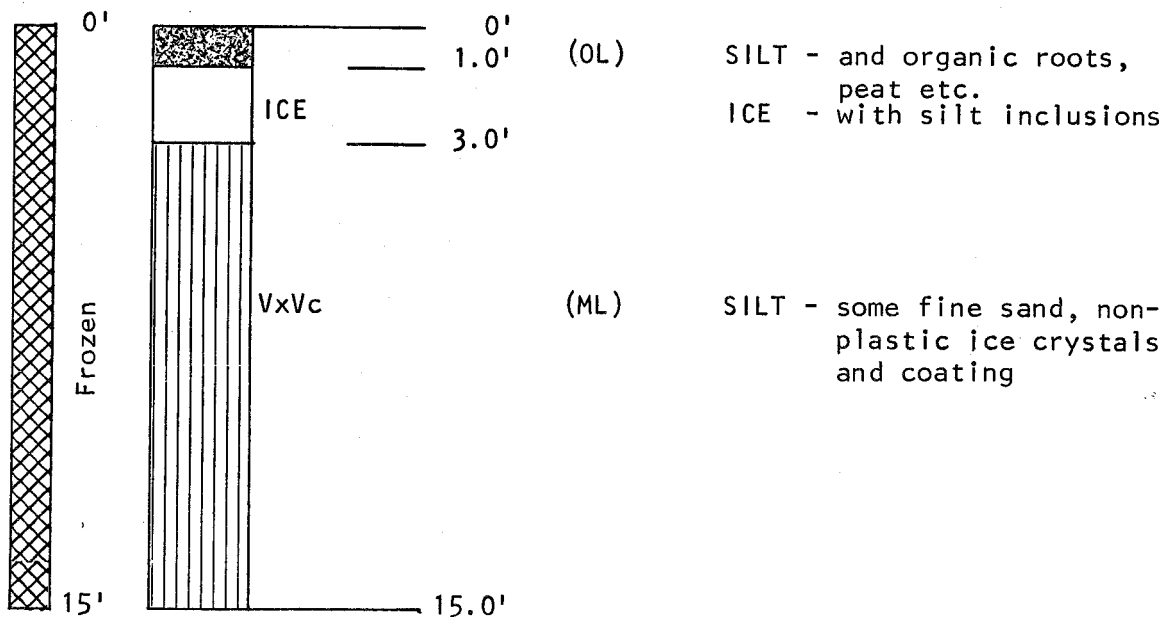 0' 0'
1.0' (OL) SILT - and organic roots,
peat etc.
ICE ICE - with silt inclusions
3.0'
Frozen
VxVc (ML) SILT - some fine sand, non-
plastic ice crystals
and coating
15' 15.0'